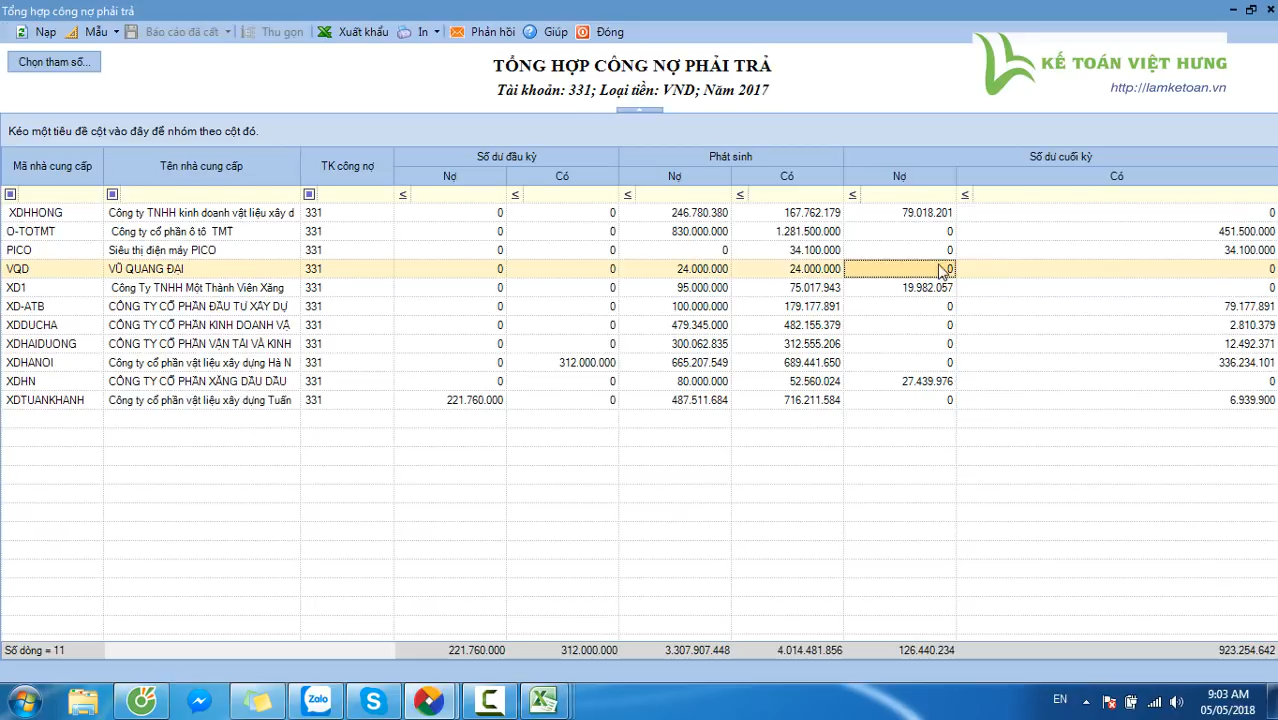 Tổng hợp công nợ phải trả
Nạp Mẫu Báo cáo đã cất Thu gọn Xuất khẩu In Phản hồi Giúp Đóng
Chọn tham số...
TỔNG HỢP CÔNG NỢ PHẢI TRẢ
Tài khoản: 331; Loại tiền: VND; Năm 2017
KẾ TOÁN VIỆT HƯNG
http://lamketoan.vn
Kéo một tiêu đề cột vào đây để nhóm theo cột đó.
Mã nhà cung cấp Tên nhà cung cấp TK công nợ Số dư đầu kỳ Phát sinh Số dư cuối kỳ
Nợ Có Nợ Có Nợ Có
≤ ≤ ≤ ≤ ≤ ≤
XDHHONG Công ty TNHH kinh doanh vật liệu xây d 331 0 0 246.780.380 167.762.179 79.018.201 0
O-TOTMT Công ty cổ phần ô tô TMT 331 0 0 830.000.000 1.281.500.000 0 451.500.000
PICO Siêu thị điện máy PICO 331 0 0 0 34.100.000 0 34.100.000
VQD VŨ QUANG ĐẠI 331 0 0 24.000.000 24.000.000 0 0
XD1 Công Ty TNHH Một Thành Viên Xăng 331 0 0 95.000.000 75.017.943 19.982.057 0
XD-ATB CÔNG TY CỔ PHẦN ĐẦU TƯ XÂY DỰ 331 0 0 100.000.000 179.177.891 0 79.177.891
XDDUCHA CÔNG TY CỔ PHẦN KINH DOANH VẬ 331 0 0 479.345.000 482.155.379 0 2.810.379
XDHAIDUONG CÔNG TY CỔ PHẦN VẬN TẢI VÀ KINH 331 0 0 300.062.835 312.555.206 0 12.492.371
XDHANOI Công ty cổ phần vật liệu xây dựng Hà N 331 0 312.000.000 665.207.549 689.441.650 0 336.234.101
XDHN CÔNG TY CỔ PHẦN XĂNG DẦU DẦU 331 0 0 80.000.000 52.560.024 27.439.976 0
XDTUANKHANH Công ty cổ phần vật liệu xây dựng Tuấn 331 221.760.000 0 487.511.684 716.211.584 0 6.939.900
Số dòng = 11 221.760.000 312.000.000 3.307.907.448 4.014.481.856 126.440.234 923.254.642
Zalo
EN 9:03 AM
05/05/2018